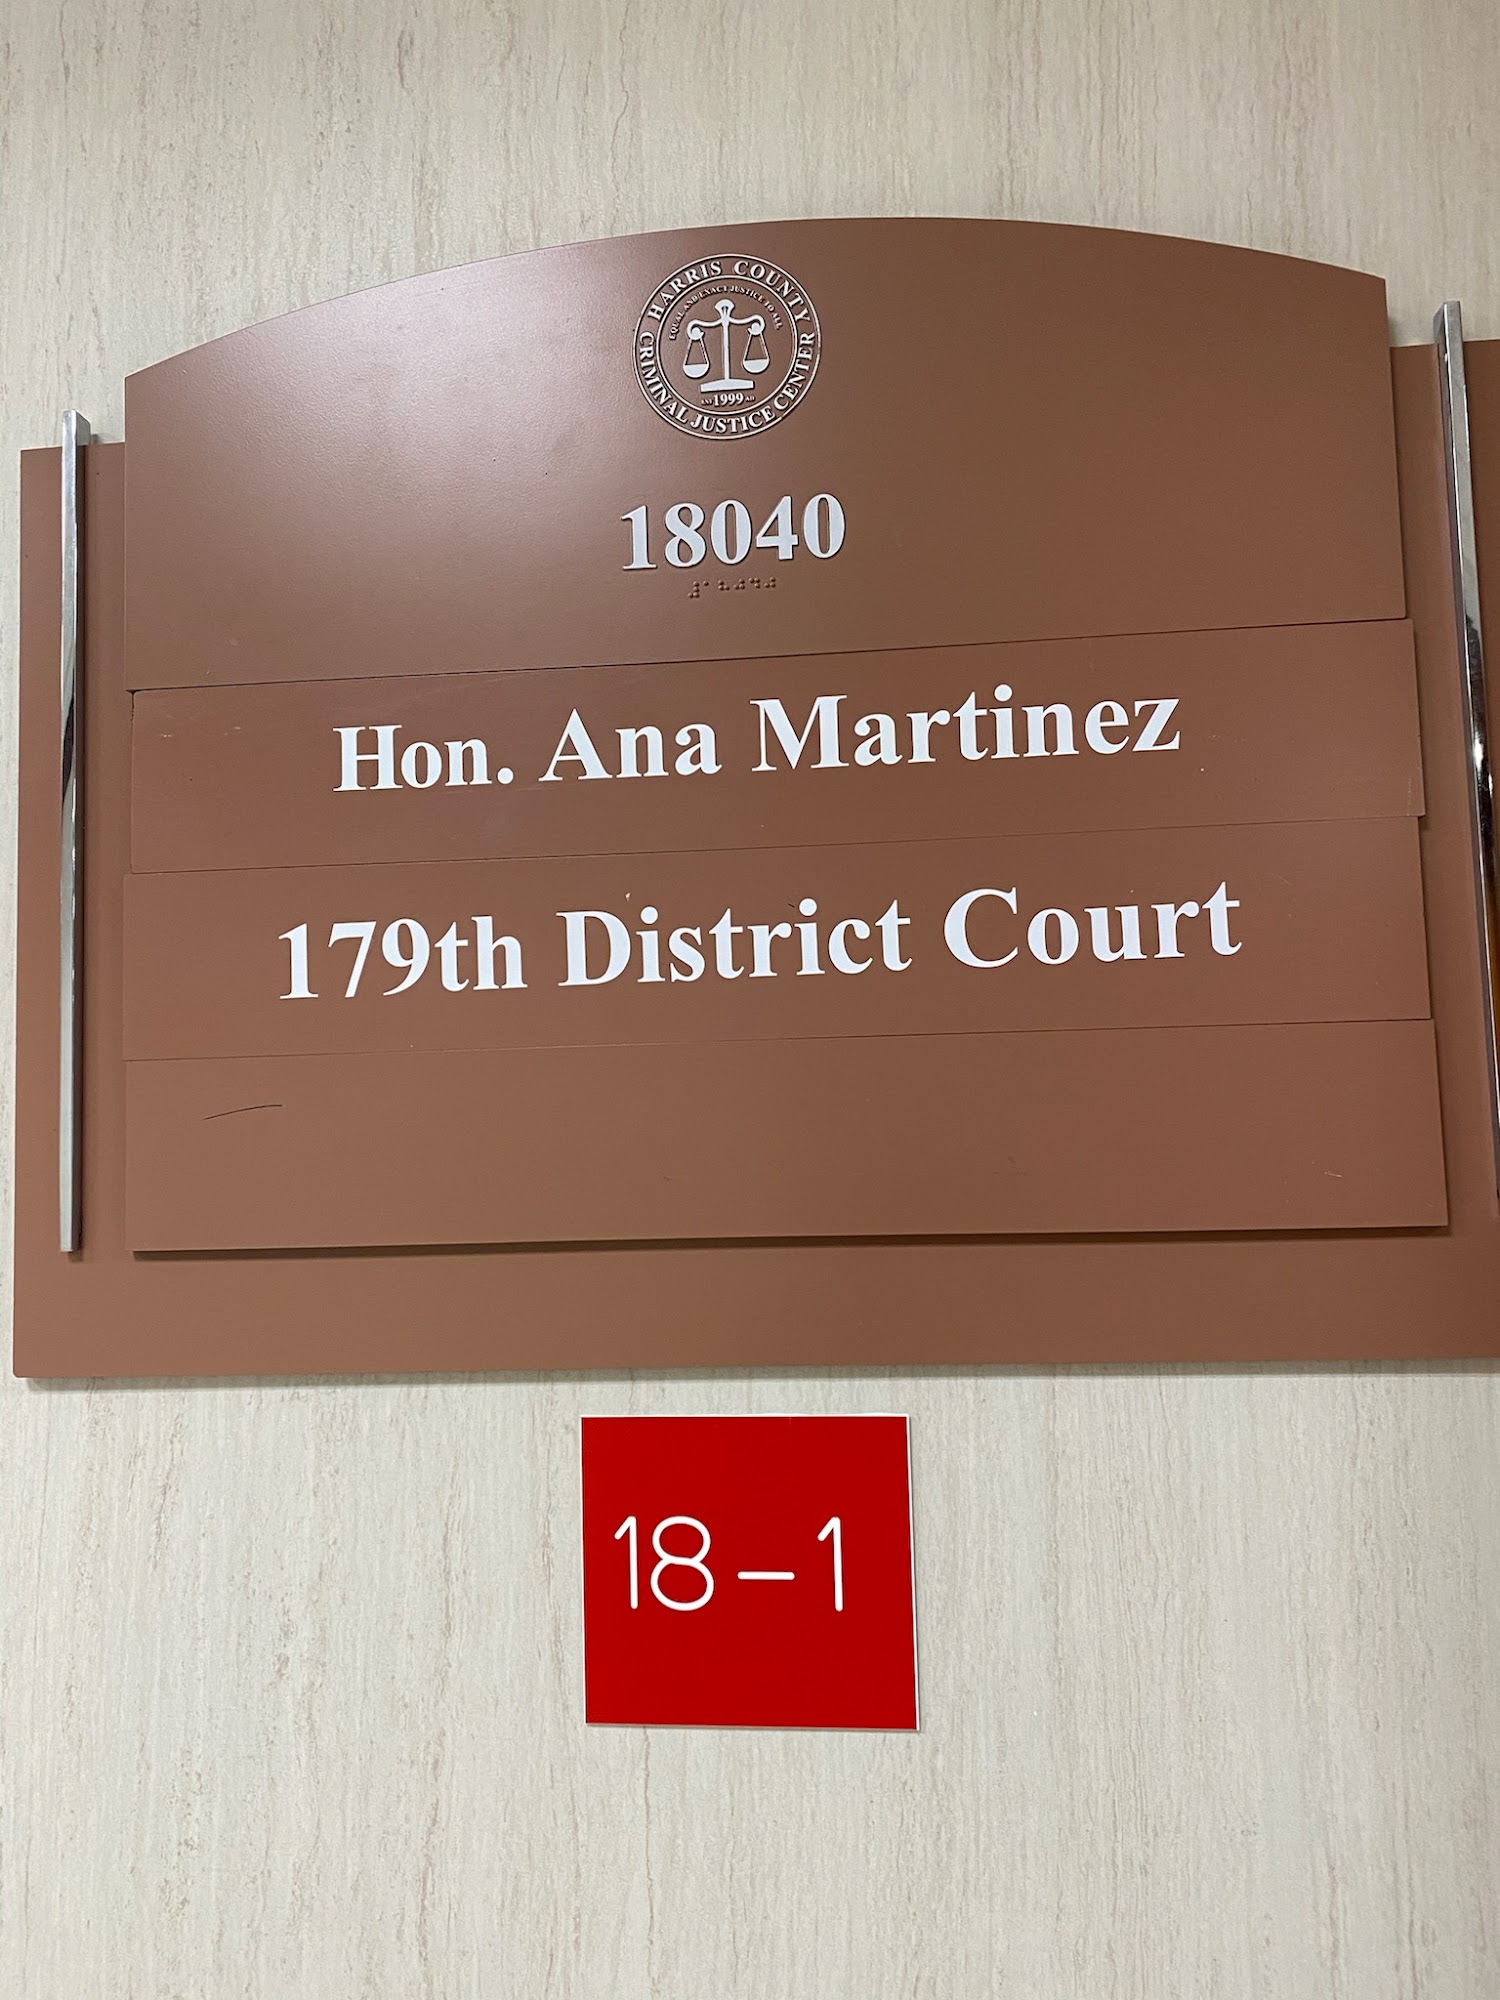 HARRIS COUNTY
EQUAL AND EXACT JUSTICE TO ALL
1999
CRIMINAL JUSTICE CENTER
18040
Hon. Ana Martinez
179th District Court
18-1